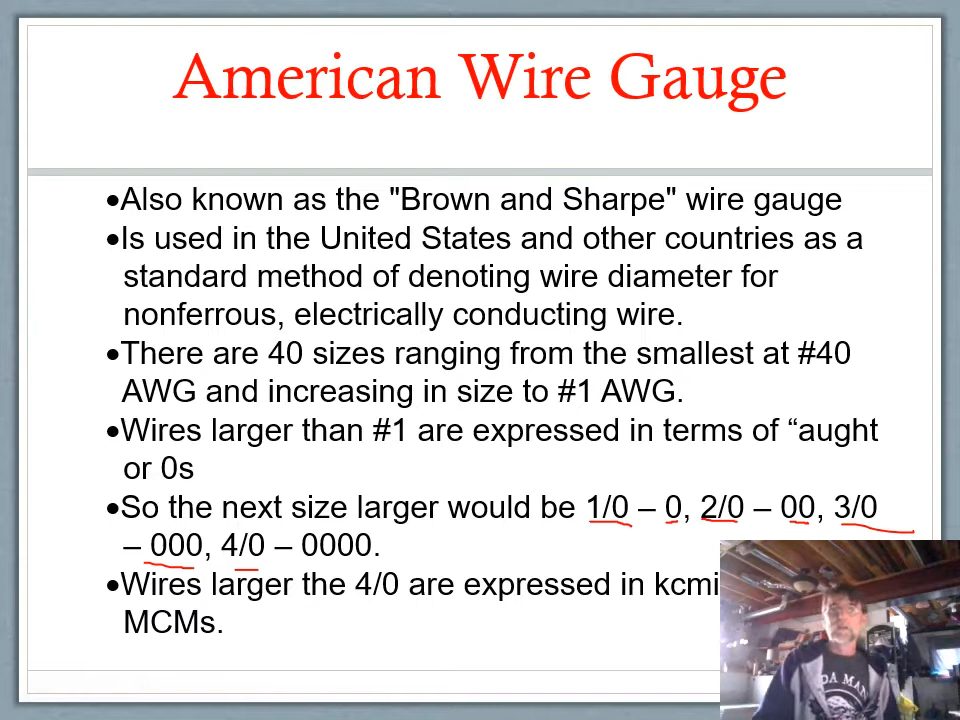 American Wire Gauge
•Also known as the "Brown and Sharpe" wire gauge
•Is used in the United States and other countries as a
standard method of denoting wire diameter for
nonferrous, electrically conducting wire.
•There are 40 sizes ranging from the smallest at #40
AWG and increasing in size to #1 AWG.
•Wires larger than #1 are expressed in terms of “aught
or 0s
•So the next size larger would be 1/0 – 0, 2/0 – 00, 3/0
– 000, 4/0 – 0000.
•Wires larger the 4/0 are expressed in
MCMs.
MAN